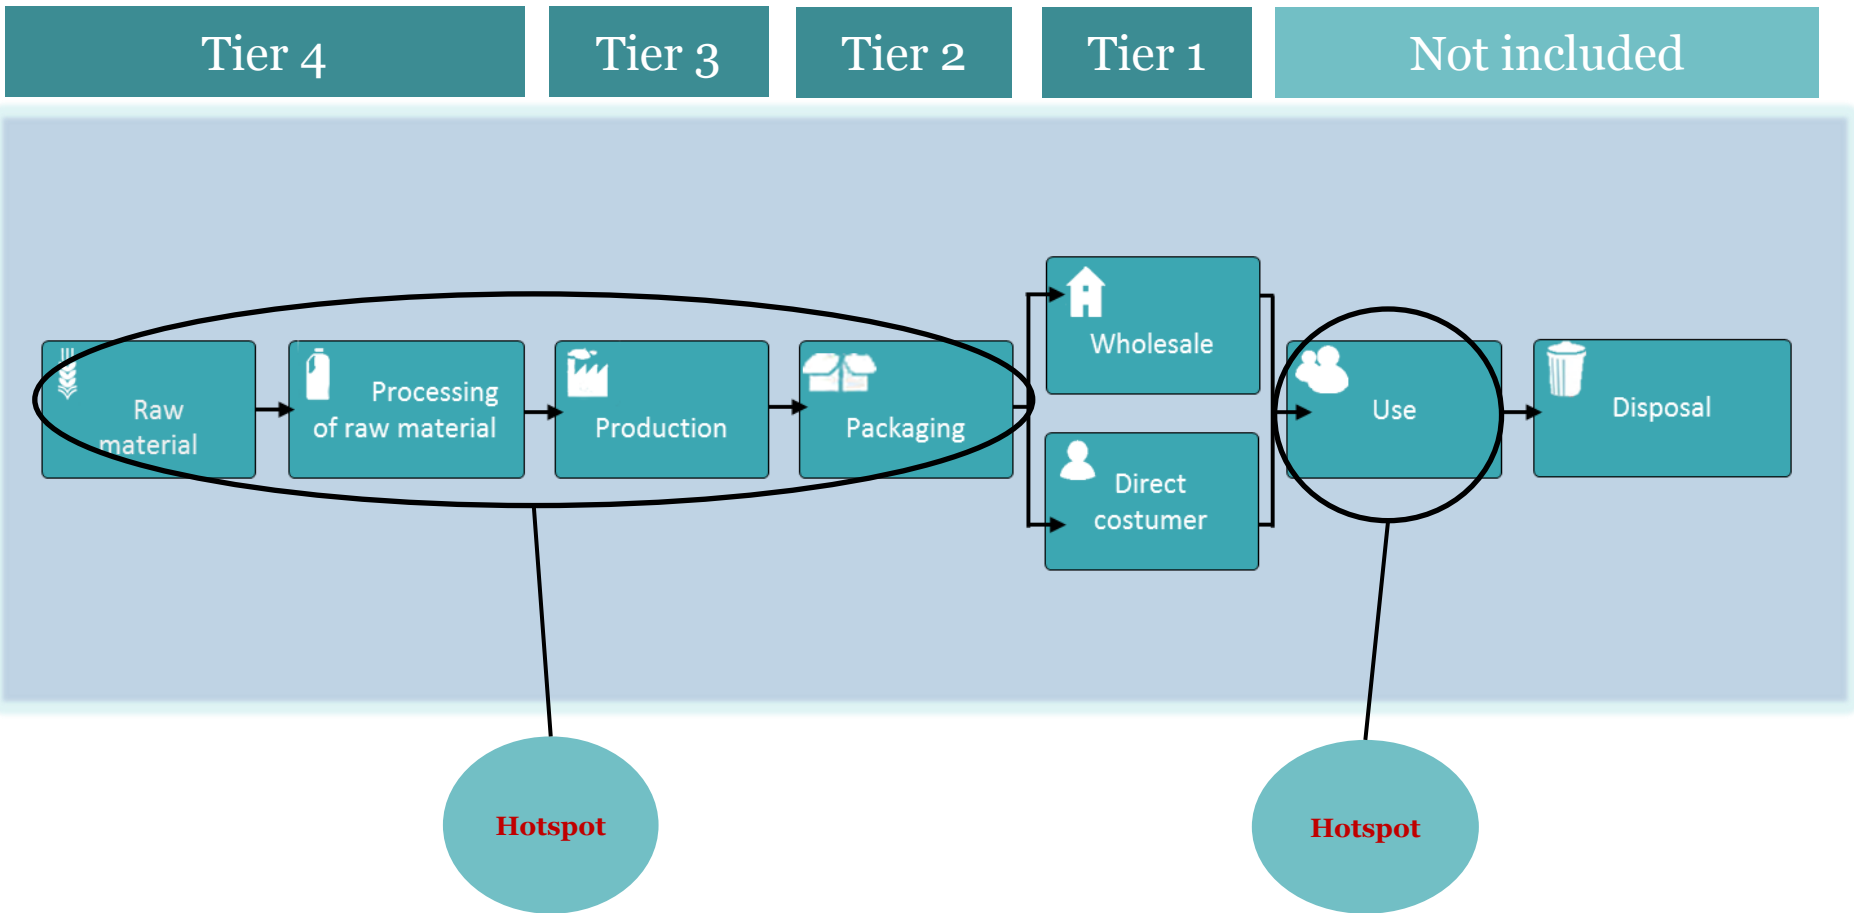 Tier 4
Tier 3
Tier 2
Tier 1
Not included
Raw
material
Processing
of raw material
Production
Packaging
Wholesale
Direct
costumer
Use
Disposal
Hotspot
Hotspot